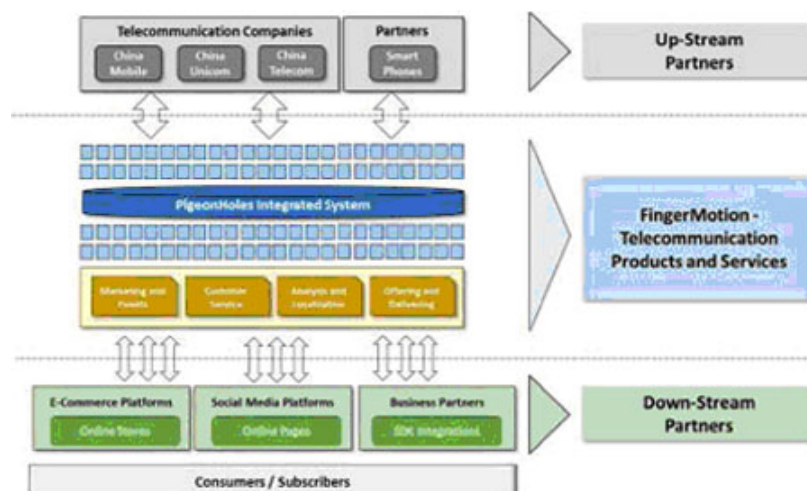 Telecommunication Companies
Partners
China
Mobile
China
Unicom
China
Telecom
Smart
Phones
Up-Stream
Partners
PigeonHoles Integrated System
FingerMotion -
Telecommunication
Products and Services
Marketing and
Events
Customer
Service
Analysis and
Localization
Offering and
Delivering
E-Commerce Platforms
Social Media Platforms
Business Partners
Online Stores
Online Pages
SDK Integrations
Down-Stream
Partners
Consumers / Subscribers